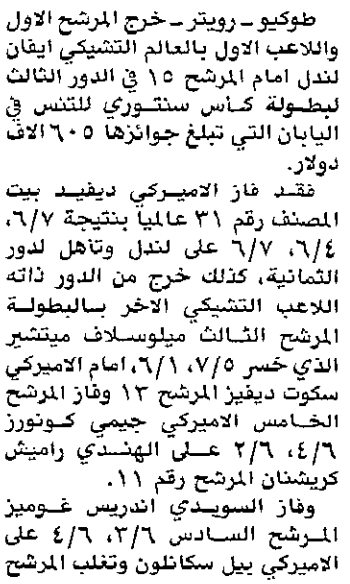 طوكيو ـ رويتر ـ خرج المرشح الاول
واللاعب الاول بالعالم التشيكي ايفان
لندل امام المرشح ١٥ في الدور الثالث
لبطولة كأس سنتوري للتنس في
اليابان التي تبلغ جوائزها ٦٠٥ الاف
دولار.
فقد فاز الاميركي ديفيد بيت
المصنف رقم ٣١ عالميا بنتيجة ٦/٧،
٦/٤، ٦/٧ على لندل وتأهل لدور
الثمانية، كذلك خرج من الدور ذاته
اللاعب التشيكي الاخر بالبطولة
المرشح الثالث ميلوسلاف ميتشير
الذي خسر ٧/٥، ٦/١، امام الاميركي
سكوت ديفيز المرشح ١٣ وفاز المرشح
الخامس الاميركي جيمي كونورز
٤/٦، ٢/٦ على الهندي راميش
كريشنان المرشح رقم ١١.
وفاز السويدي اندريس غوميز
المرشح السادس ٣/٦، ٤/٦ على
الاميركي بيل سكانلون وتغلب المرشح